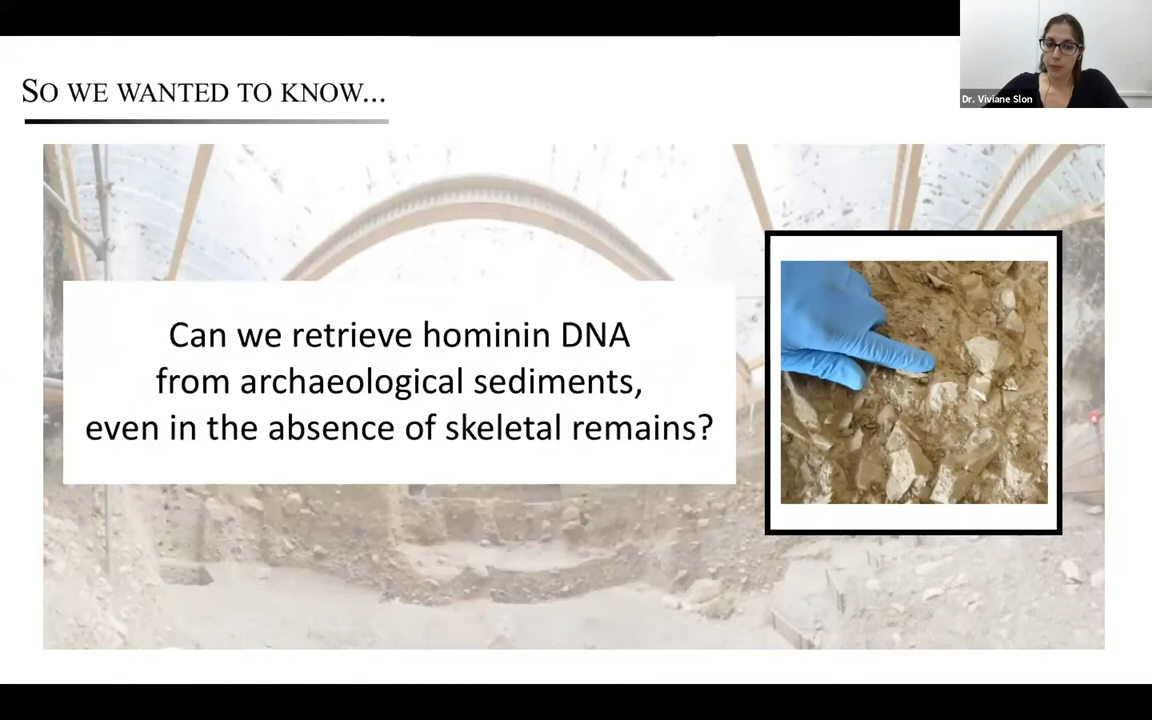 SO WE WANTED TO KNOW...
Dr. Viviane Slon
Can we retrieve hominin DNA
from archaeological sediments,
even in the absence of skeletal remains?